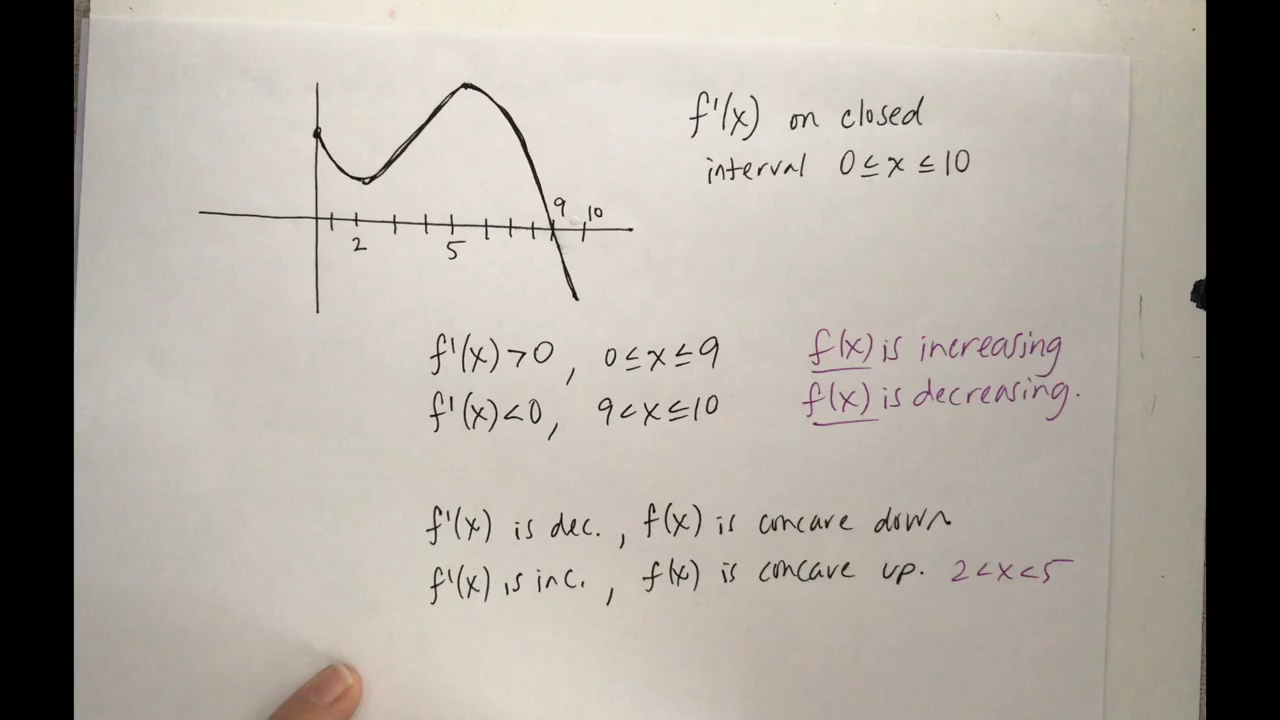 f'(x) on closed
interval 0 ≤ x ≤ 10
9 10
2 5
f'(x) > 0 , 0 ≤ x ≤ 9 f(x) is increasing
f'(x) < 0 , 9 < x ≤ 10 f(x) is decreasing.
f'(x) is dec. , f(x) is concave down
f'(x) is inc. , f(x) is concave up. 2 < x < 5